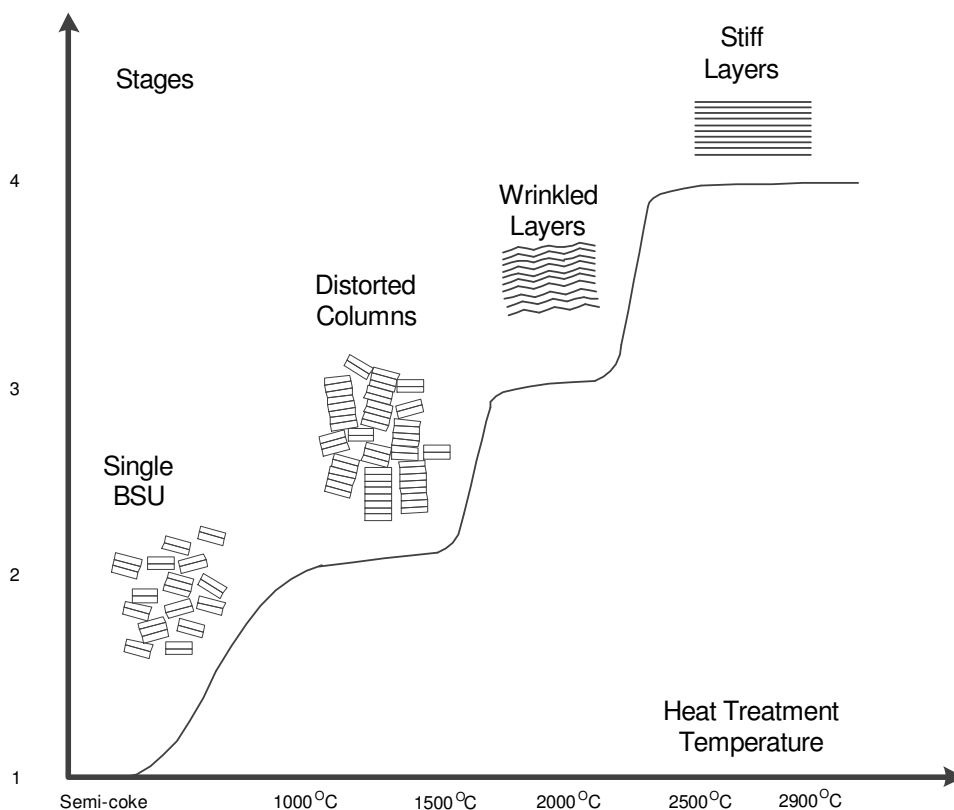 Stages
Stiff
Layers
4
Wrinkled
Layers
Distorted
Columns
3
Single
BSU
2
Heat Treatment
Temperature
1
Semi-coke 1000°C 1500°C 2000°C 2500°C 2900°C